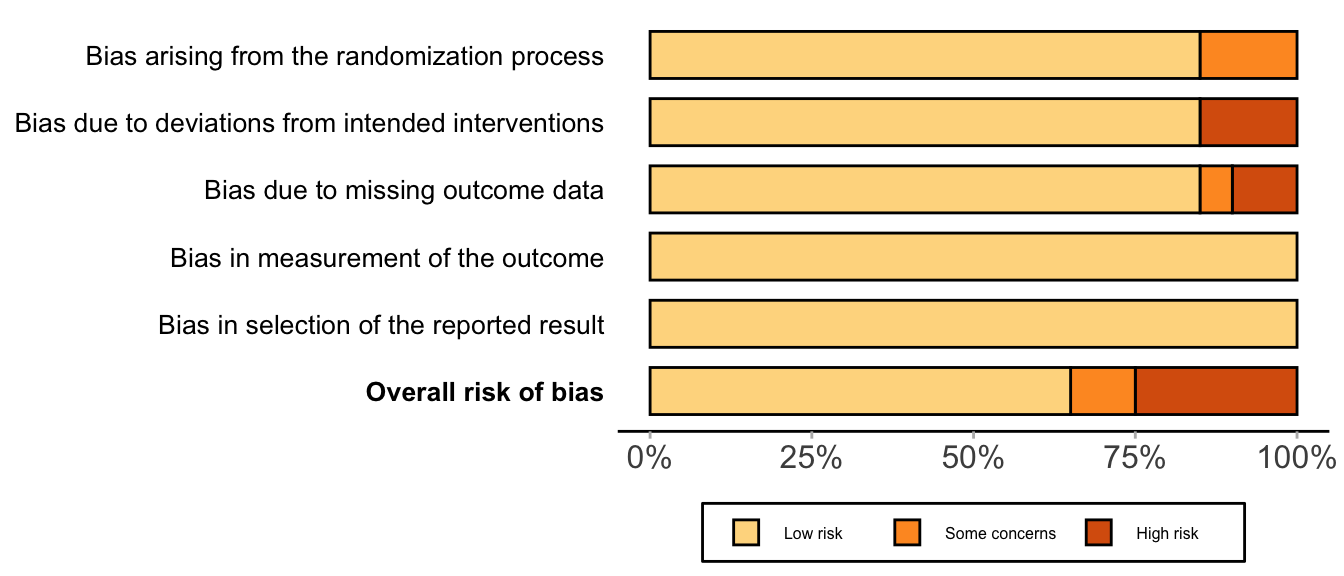 Bias arising from the randomization process
Bias due to deviations from intended interventions
Bias due to missing outcome data
Bias in measurement of the outcome
Bias in selection of the reported result
Overall risk of bias
0% 25% 50% 75% 100%
Low risk Some concerns High risk